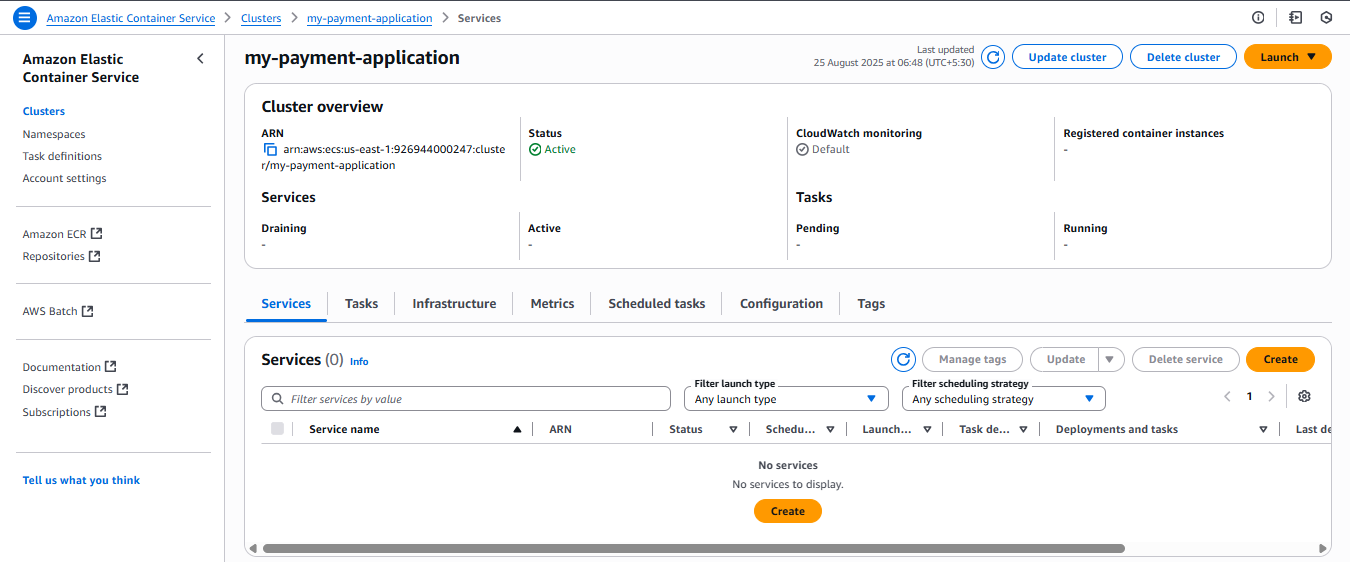 Amazon Elastic Container Service > Clusters > my-payment-application > Services
Amazon Elastic
Container Service
Clusters
Namespaces
Task definitions
Account settings
Amazon ECR
Repositories
AWS Batch
Documentation
Discover products
Subscriptions
Tell us what you think
my-payment-application
Last updated
25 August 2025 at 06:48 (UTC+5:30)
Update cluster
Delete cluster
Launch
Cluster overview
ARN
arn:aws:ecs:us-east-1:926944000247:cluste
r/my-payment-application
Status
Active
CloudWatch monitoring
Default
Registered container instances
-
Services
Draining
-
Active
-
Tasks
Pending
-
Running
-
Services
Tasks
Infrastructure
Metrics
Scheduled tasks
Configuration
Tags
Services (0) Info
Manage tags
Update
Delete service
Create
Filter services by value
Filter launch type
Any launch type
Filter scheduling strategy
Any scheduling strategy
1
Service name
ARN
Status
Schedu...
Launch...
Task de...
Deployments and tasks
Last de
No services
No services to display.
Create